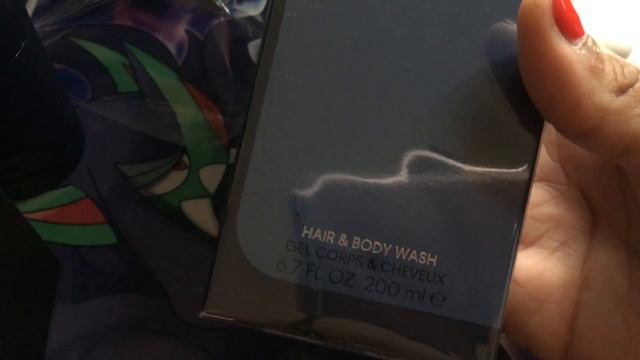 HAIR & BODY WASH
GEL CORPS & CHEVEUX
6.7 FL OZ 200 ml ℮